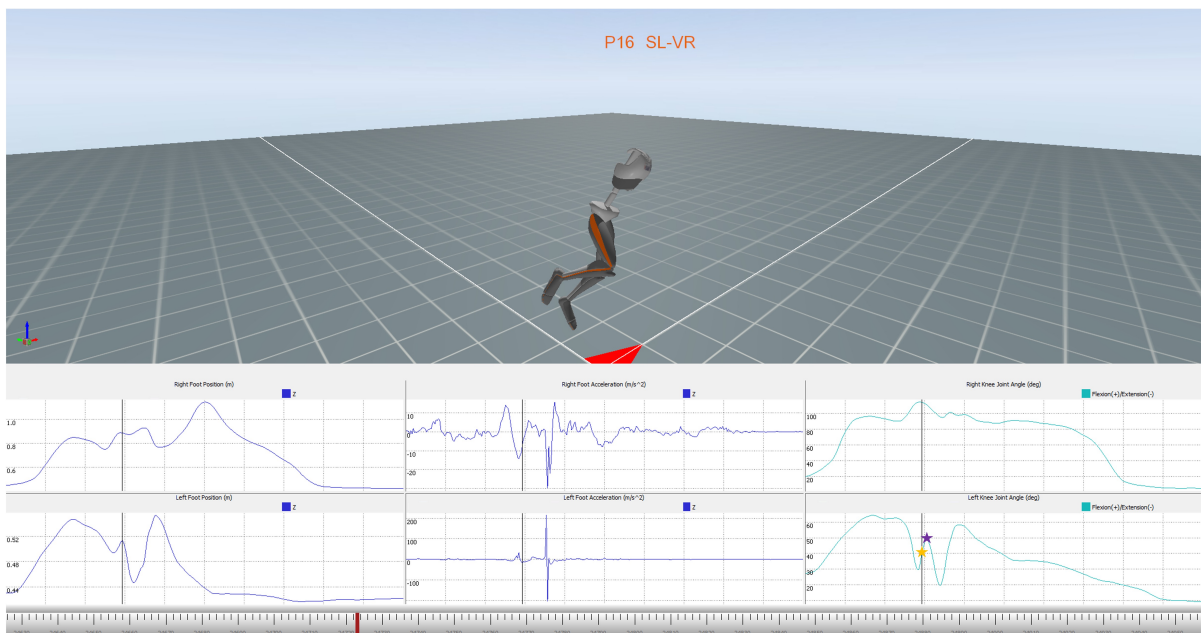 P16 SL-VR
Right Foot Position (m)
Z
1.0
0.8
0.6
Right Foot Acceleration (m/s^2)
Z
10
0
-10
-20
Right Knee Joint Angle (deg)
Flexion(+)/Extension(-)
100
80
60
40
20
Left Foot Position (m)
Z
0.52
0.48
0.44
Left Foot Acceleration (m/s^2)
Z
200
100
0
-100
Left Knee Joint Angle (deg)
Flexion(+)/Extension(-)
60
50
40
30
20